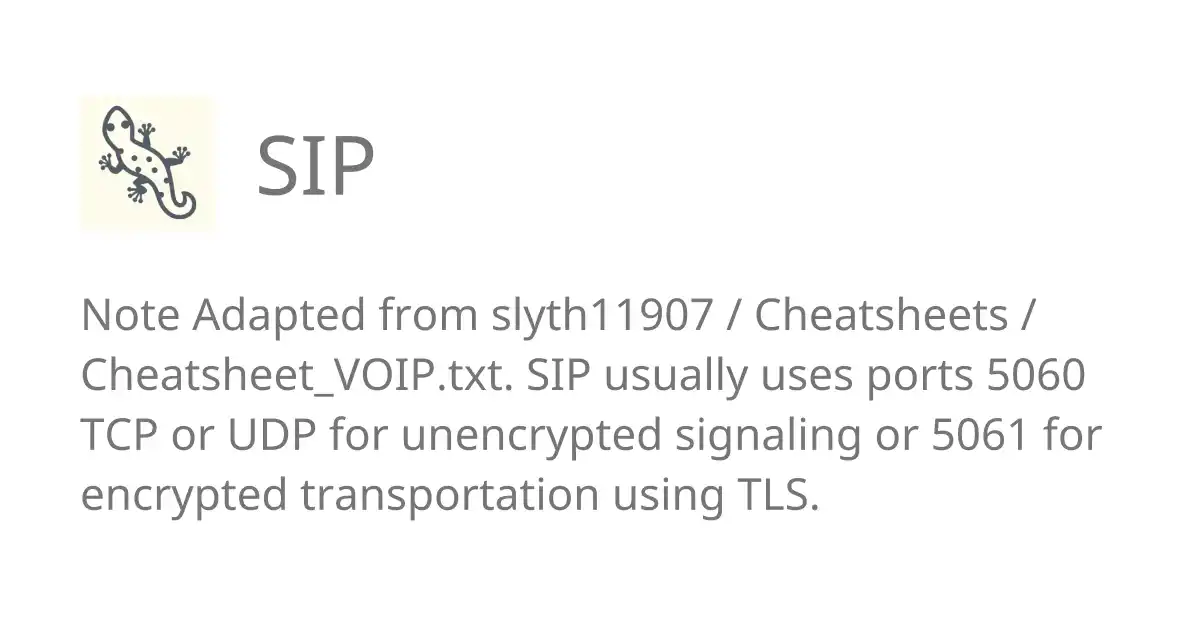 SIP
Note Adapted from slyth11907 / Cheatsheets /
Cheatsheet_VOIP.txt. SIP usually uses ports 5060
TCP or UDP for unencrypted signaling or 5061 for
encrypted transportation using TLS.